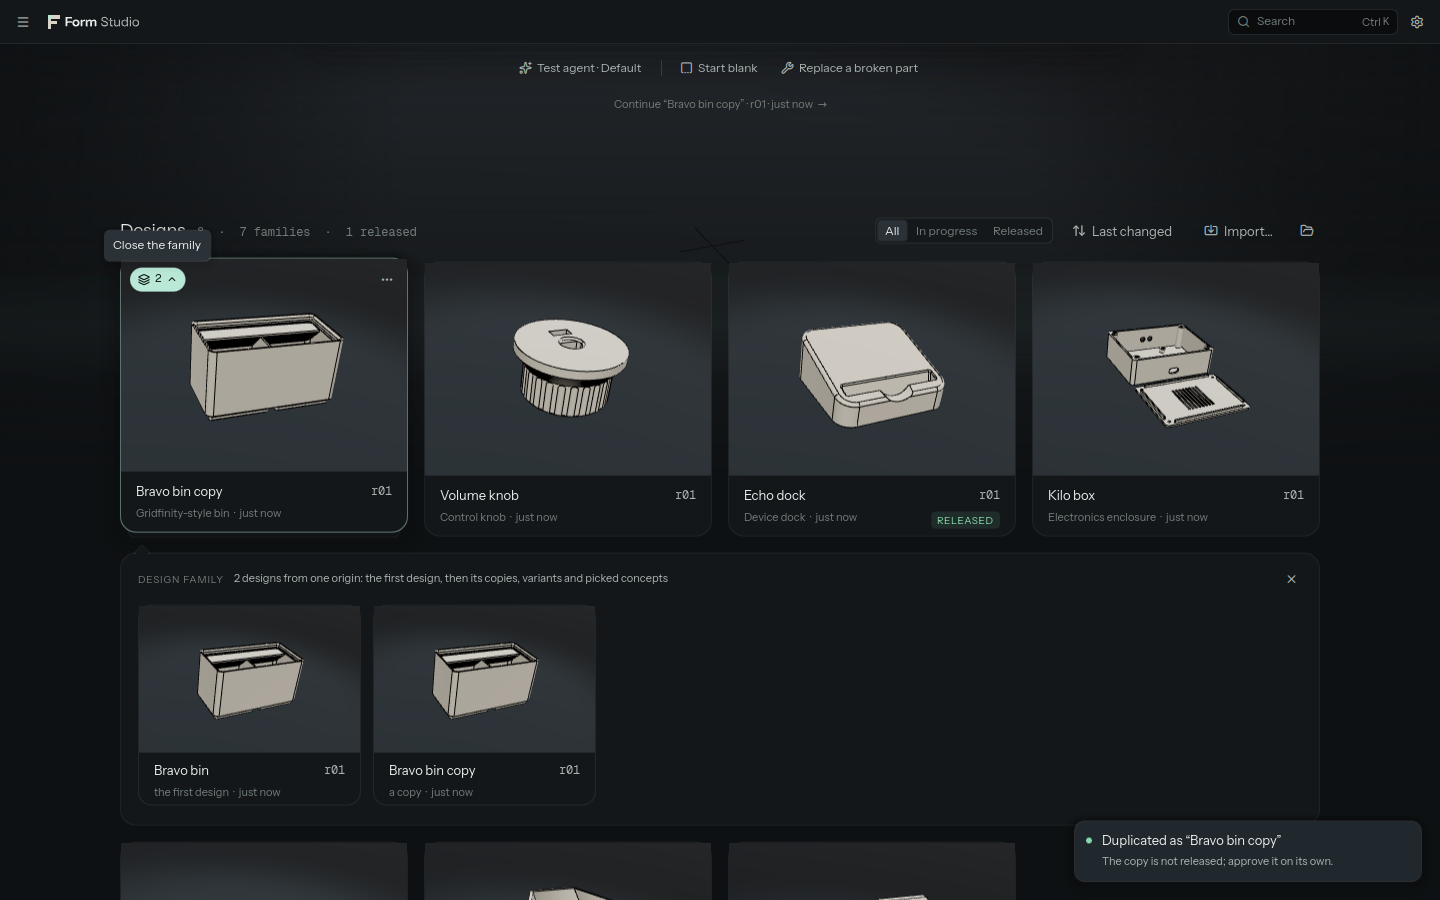 Form Studio
Search Ctrl K
Test agent · Default Start blank Replace a broken part
Continue “Bravo bin copy” · r01 · just now →
Designs · 7 families · 1 released
All In progress Released Last changed Import...
Close the family
2
Bravo bin copy r01
Gridfinity-style bin · just now
Volume knob r01
Control knob · just now
Echo dock r01
Device dock · just now RELEASED
Kilo box r01
Electronics enclosure · just now
DESIGN FAMILY 2 designs from one origin: the first design, then its copies, variants and picked concepts
Bravo bin r01
the first design · just now
Bravo bin copy r01
a copy · just now
Duplicated as “Bravo bin copy”
The copy is not released; approve it on its own.